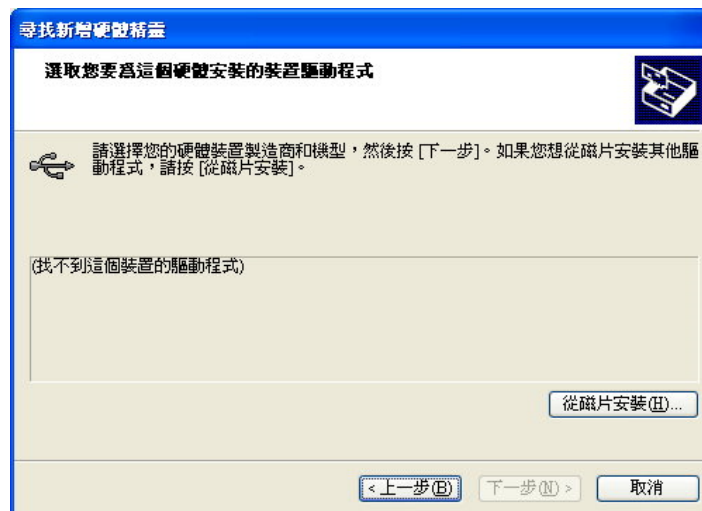 尋找新增硬體精靈
選取您要為這個硬體安裝的裝置驅動程式
請選擇您的硬體裝置製造商和機型，然後按 [下一步]。如果您想從磁片安裝其他驅
動程式，請按 [從磁片安裝]。
(找不到這個裝置的驅動程式)
從磁片安裝(H)...
< 上一步(B) 下一步(N) > 取消